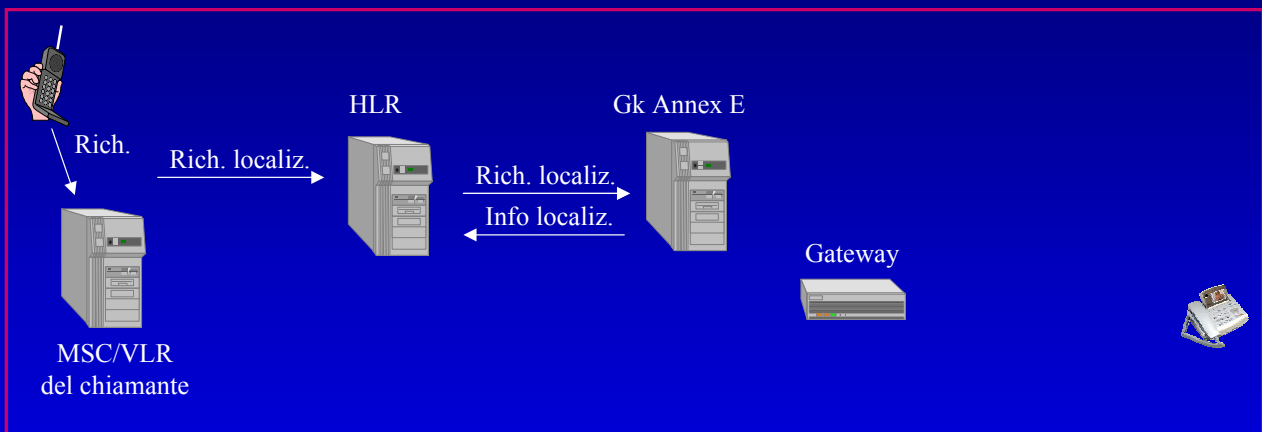 HLR
Gk Annex E
Rich.
Rich. localiz.
Rich. localiz.
Info localiz.
Gateway
MSC/VLR
del chiamante